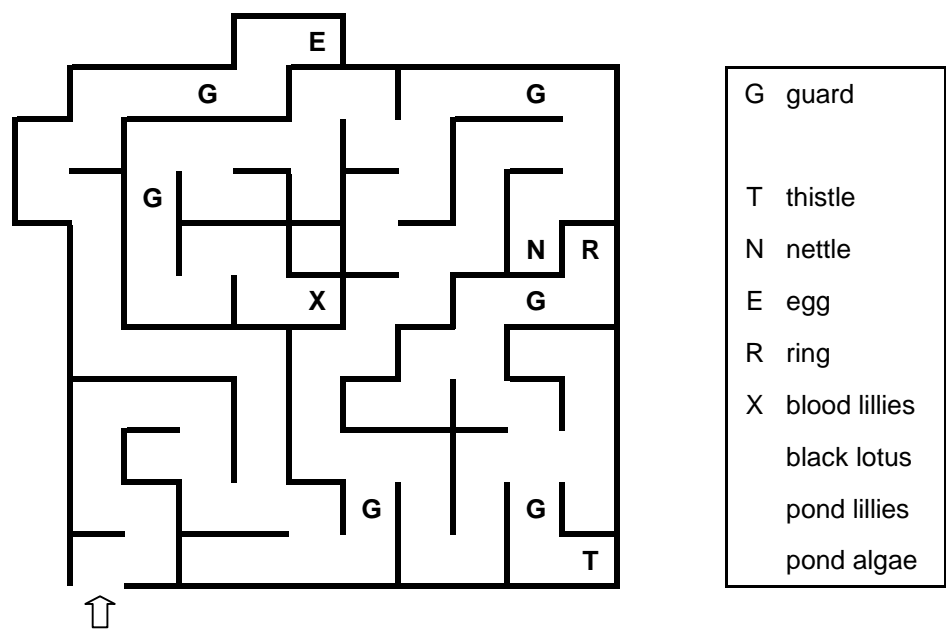 E
G
G
G
N
R
X
G
G
G
T
G guard
T thistle
N nettle
E egg
R ring
X blood lillies
black lotus
pond lillies
pond algae